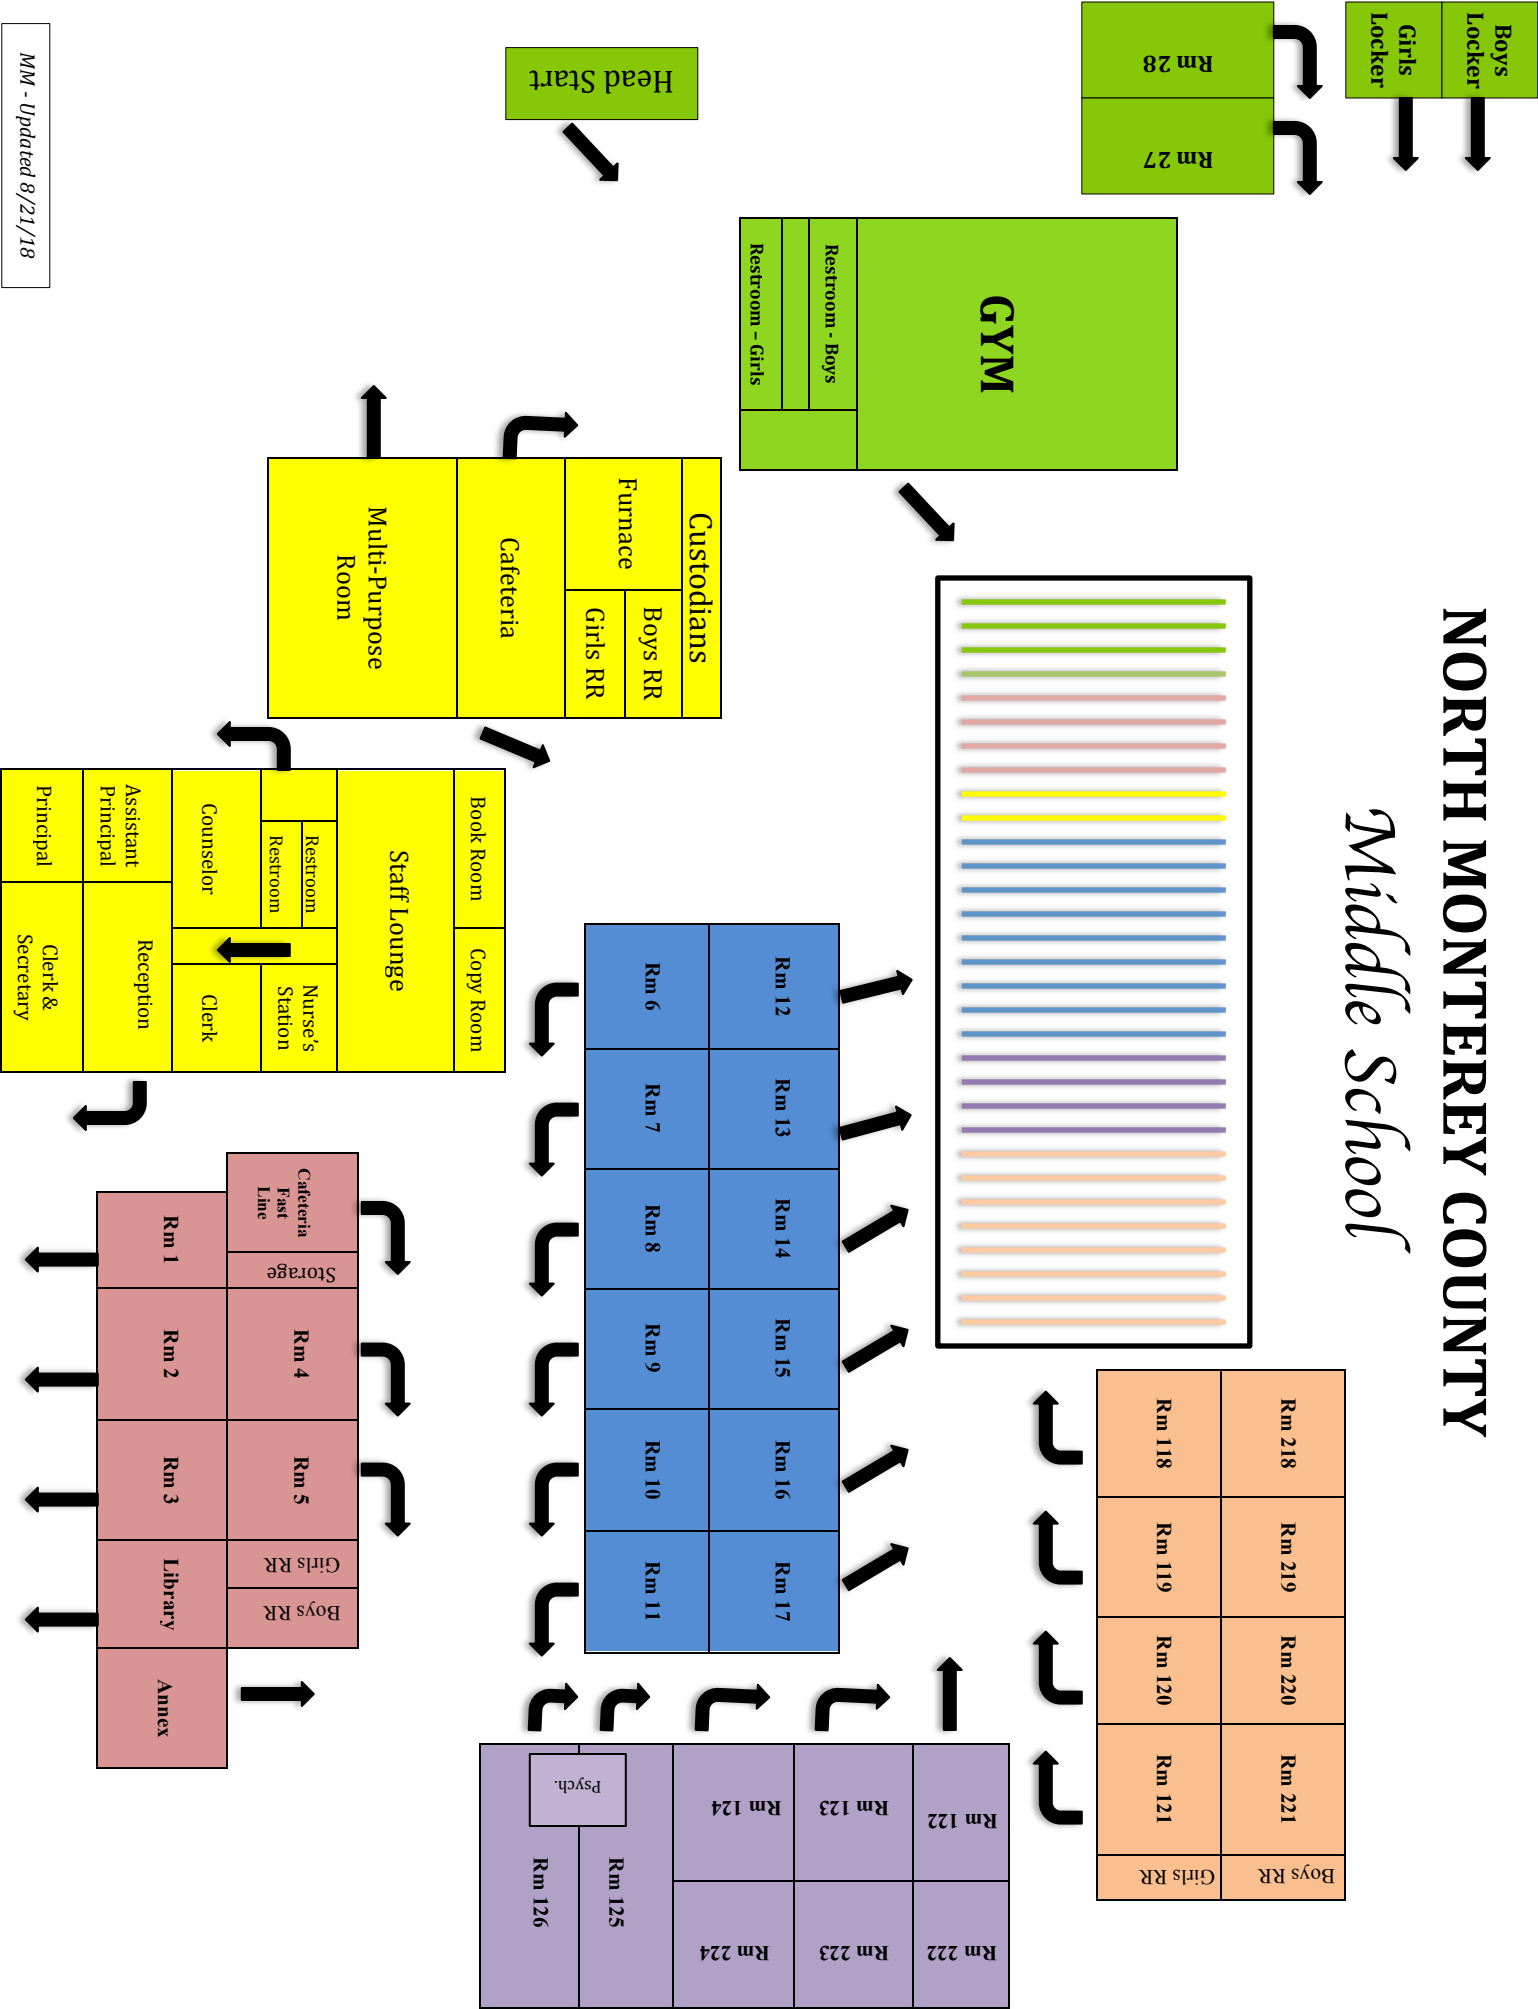 NORTH MONTEREY COUNTY
Middle School
Boys
Locker
Girls
Locker
Rm 28
Rm 27
GYM
Restroom - Boys
Restroom – Girls
Head Start
MM - Updated 8/21/18
Custodians
Furnace
Boys RR
Girls RR
Cafeteria
Multi-Purpose
Room
Book Room
Copy Room
Staff Lounge
Restroom
Restroom
Nurse's
Station
Counselor
Clerk
Assistant
Principal
Reception
Principal
Clerk &
Secretary
Rm 12
Rm 13
Rm 14
Rm 15
Rm 16
Rm 17
Rm 6
Rm 7
Rm 8
Rm 9
Rm 10
Rm 11
Cafeteria
Fast
Line
Storage
Rm 4
Rm 5
Girls RR
Boys RR
Rm 1
Rm 2
Rm 3
Library
Annex
Rm 218
Rm 219
Rm 220
Rm 221
Boys RR
Rm 118
Rm 119
Rm 120
Rm 121
Girls RR
Rm 122
Rm 222
Rm 123
Rm 223
Rm 124
Rm 224
Psych.
Rm 125
Rm 126